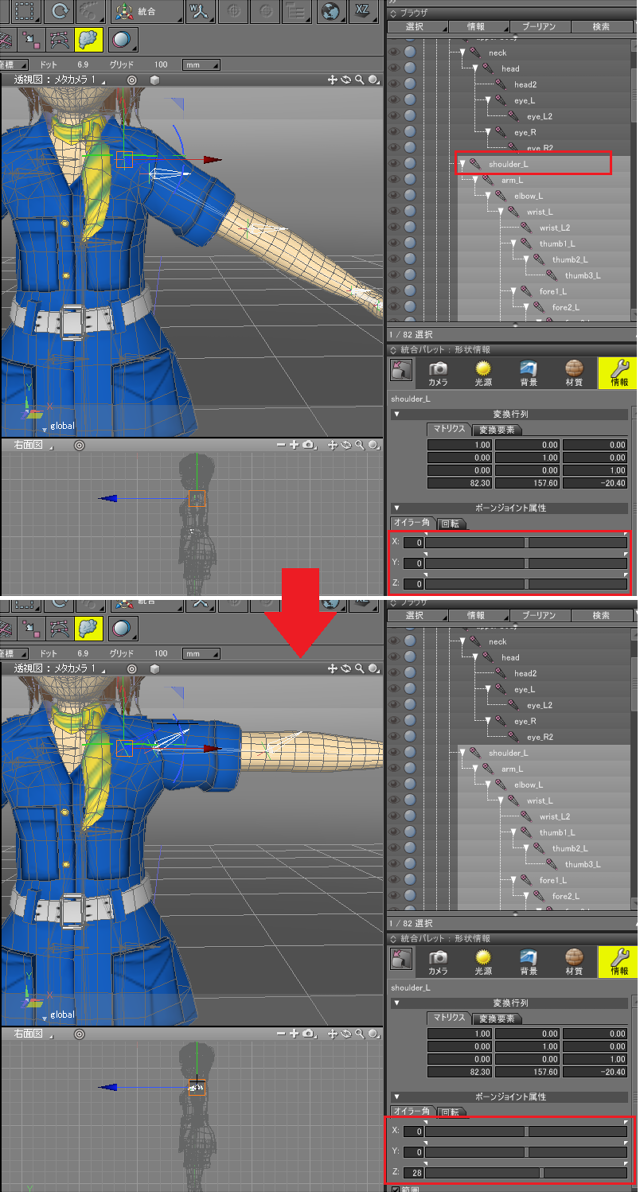 統合
XZ
座標 ドット 6.9 グリッド 100 mm
透視図：メタカメラ 1
global
右面図
ブラウザ
選択 情報 ブーリアン 検索
neck
head
head2
eye_L
eye_L2
eye_R
eye_R2
shoulder_L
arm_L
elbow_L
wrist_L
wrist_L2
thumb1_L
thumb2_L
thumb3_L
fore1_L
fore2_L
1 / 82 選択
統合パレット：形状情報
カメラ 光源 背景 材質 情報
shoulder_L
変換行列
マトリクス 変換要素
1.00 0.00 0.00
0.00 1.00 0.00
0.00 0.00 1.00
82.30 157.60 -20.40
ボーンジョイント属性
オイラー角 回転
X: 0
Y: 0
Z: 0
統合
XZ
座標 ドット 6.9 グリッド 100 mm
透視図：メタカメラ 1
global
右面図
Y
ブラウザ
選択 情報 ブーリアン 検索
neck
head
head2
eye_L
eye_L2
eye_R
eye_R2
shoulder_L
arm_L
elbow_L
wrist_L
wrist_L2
thumb1_L
thumb2_L
thumb3_L
fore1_L
fore2_L
1 / 82 選択
統合パレット：形状情報
カメラ 光源 背景 材質 情報
shoulder_L
変換行列
マトリクス 変換要素
1.00 0.00 0.00
0.00 1.00 0.00
0.00 0.00 1.00
82.30 157.60 -20.40
ボーンジョイント属性
オイラー角 回転
X: 0
Y: 0
Z: 28
範囲